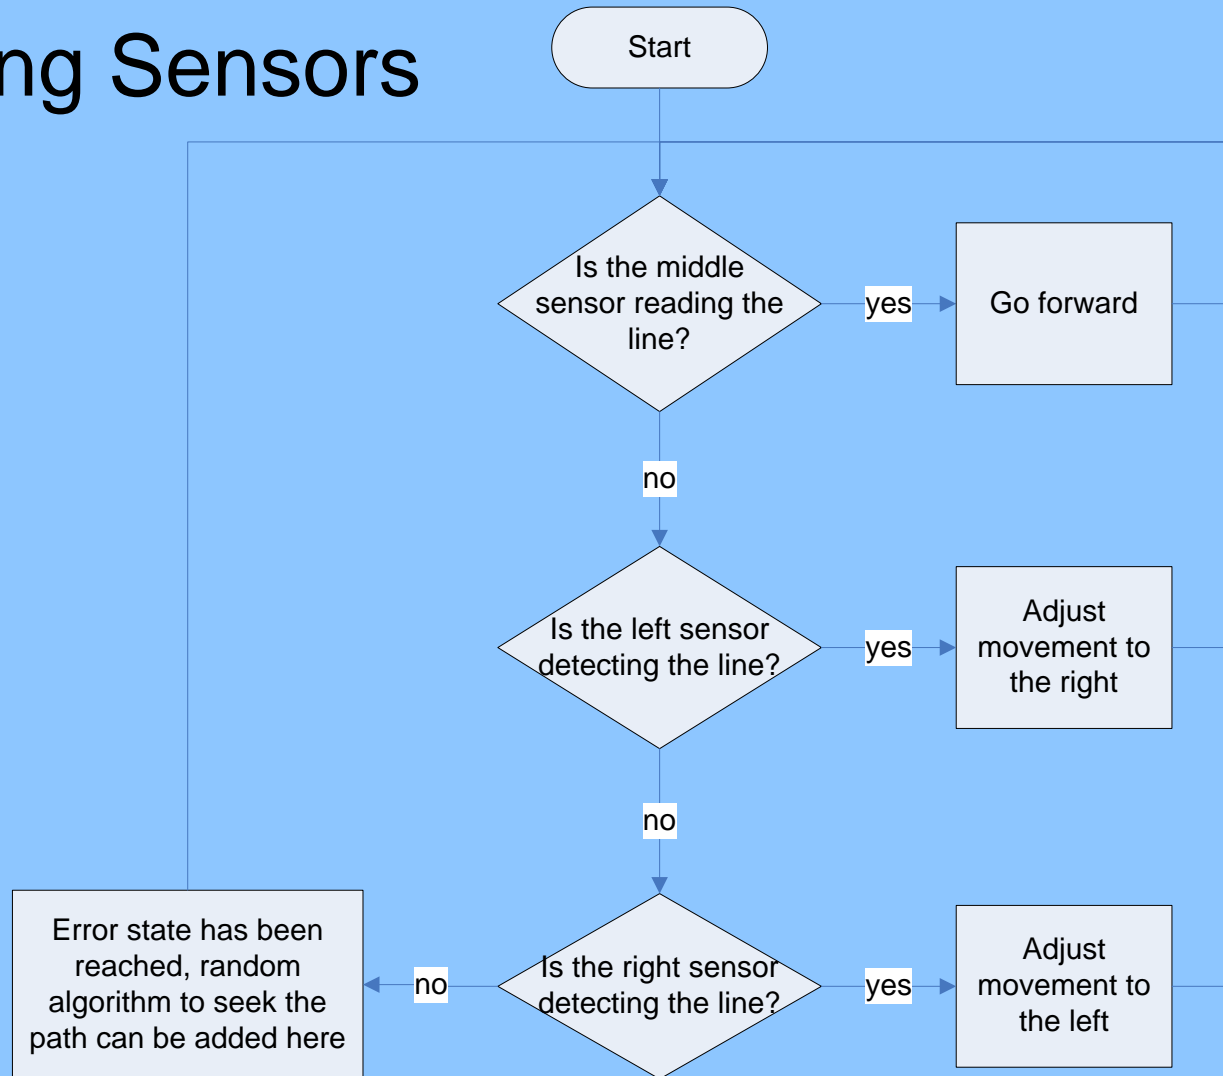 ng Sensors
Start
Is the middle
sensor reading the
line?
yes
Go forward
no
Is the left sensor
detecting the line?
yes
Adjust
movement to
the right
no
Is the right sensor
detecting the line?
yes
Adjust
movement to
the left
no
Error state has been
reached, random
algorithm to seek the
path can be added here